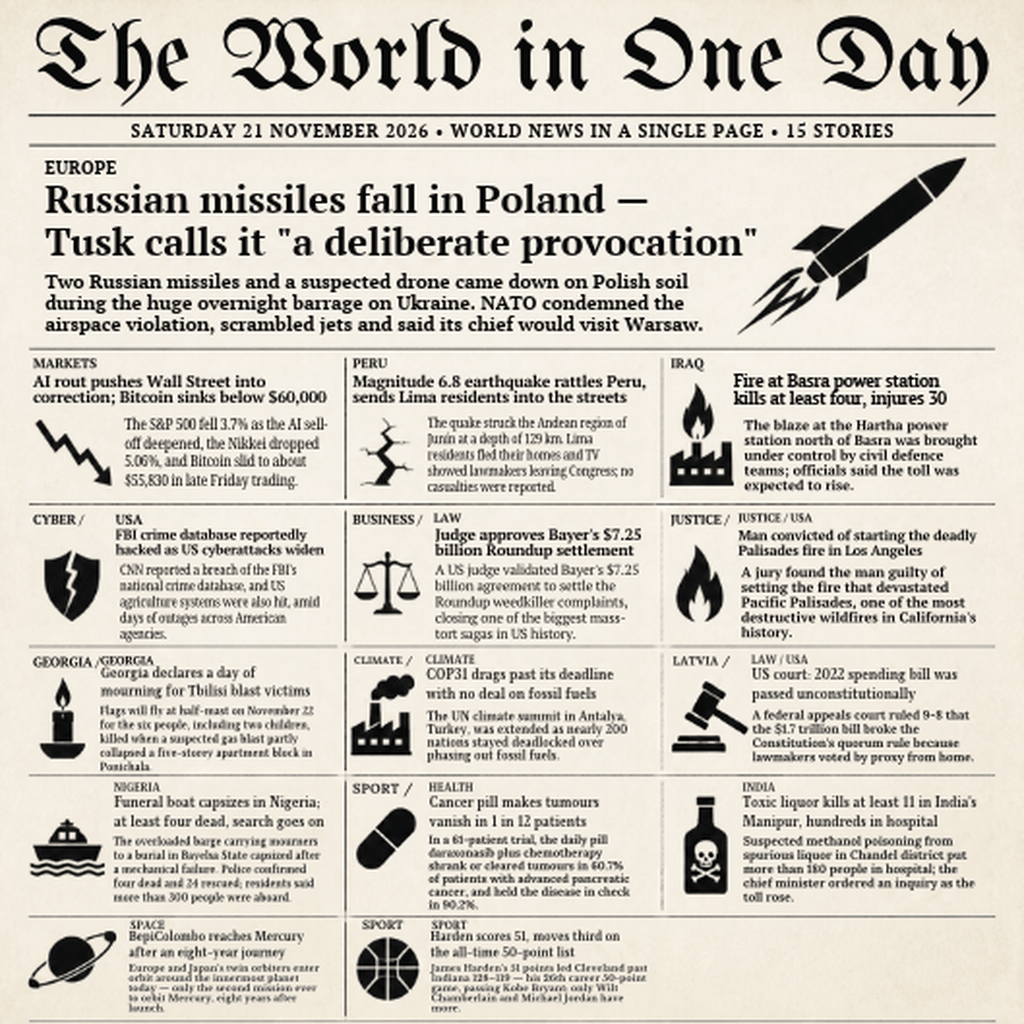 The World in One Day
SATURDAY 21 NOVEMBER 2026 • WORLD NEWS IN A SINGLE PAGE • 15 STORIES
EUROPE
Russian missiles fall in Poland —
Tusk calls it "a deliberate provocation"
Two Russian missiles and a suspected drone came down on Polish soil
during the huge overnight barrage on Ukraine. NATO condemned the
airspace violation, scrambled jets and said its chief would visit Warsaw.
MARKETS
AI rout pushes Wall Street into
correction; Bitcoin sinks below $60,000
The S&P 500 fell 3.7% as the AI sell-
off deepened, the Nikkei dropped
5.06%, and Bitcoin slid to about
$55,830 in late Friday trading.
PERU
Magnitude 6.8 earthquake rattles Peru,
sends Lima residents into the streets
The quake struck the Andean region of
Junín at a depth of 129 km. Lima
residents fled their homes and TV
showed lawmakers leaving Congress; no
casualties were reported.
IRAQ
Fire at Basra power station
kills at least four, injures 30
The blaze at the Hartha power
station north of Basra was brought
under control by civil defence
teams; officials said the toll was
expected to rise.
CYBER / USA
FBI crime database reportedly
hacked as US cyberattacks widen
CNN reported a breach of the FBI's
national crime database, and US
agriculture systems were also hit, amid
days of outages across American
agencies.
BUSINESS / LAW
Judge approves Bayer's $7.25
billion Roundup settlement
A US judge validated Bayer's $7.25
billion agreement to settle the
Roundup weedkiller complaints,
closing one of the biggest mass-
tort sagas in US history.
JUSTICE / JUSTICE / USA
Man convicted of starting the deadly
Palisades fire in Los Angeles
A jury found the man guilty of
setting the fire that devastated
Pacific Palisades, one of the most
destructive wildfires in California's
history.
GEORGIA / GEORGIA
Georgia declares a day of
mourning for Tbilisi blast victims
Flags will fly at half-mast on November 22
for the six people, including two children,
killed when a suspected gas blast partly
collapsed a five-storey apartment block in
Ponichala.
CLIMATE / CLIMATE
COP31 drags past its deadline
with no deal on fossil fuels
The UN climate summit in Antalya,
Turkey, was extended as nearly 200
nations stayed deadlocked over
phasing out fossil fuels.
LATVIA / LAW / USA
US court: 2022 spending bill was
passed unconstitutionally
A federal appeals court ruled 9-8 that
the $1.7 trillion bill broke the
Constitution's quorum rule because
lawmakers voted by proxy from home.
NIGERIA
Funeral boat capsizes in Nigeria;
at least four dead, search goes on
The overloaded barge carrying mourners
to a burial in Bayelsa State capsized after
a mechanical failure. Police confirmed
four dead and 24 rescued; residents said
more than 300 people were aboard.
SPORT / HEALTH
Cancer pill makes tumours
vanish in 1 in 12 patients
In a 61-patient trial, the daily pill
daraxonasib plus chemotherapy
shrank or cleared tumours in 60.7%
of patients with advanced pancreatic
cancer, and held the disease in check
in 90.2%.
INDIA
Toxic liquor kills at least 11 in India's
Manipur, hundreds in hospital
Suspected methanol poisoning from
spurious liquor in Chandel district put
more than 180 people in hospital; the
chief minister ordered an inquiry as the
toll rose.
SPACE
BepiColombo reaches Mercury
after an eight-year journey
Europe and Japan's twin orbiters enter
orbit around the innermost planet
today — only the second mission ever
to orbit Mercury, eight years after
launch.
SPORT SPORT
Harden scores 51, moves third on
the all-time 50-point list
James Harden's 51 points led Cleveland past
Indiana 128–119 — his 26th career 50-point
game, passing Kobe Bryant; only Wilt
Chamberlain and Michael Jordan have
more.